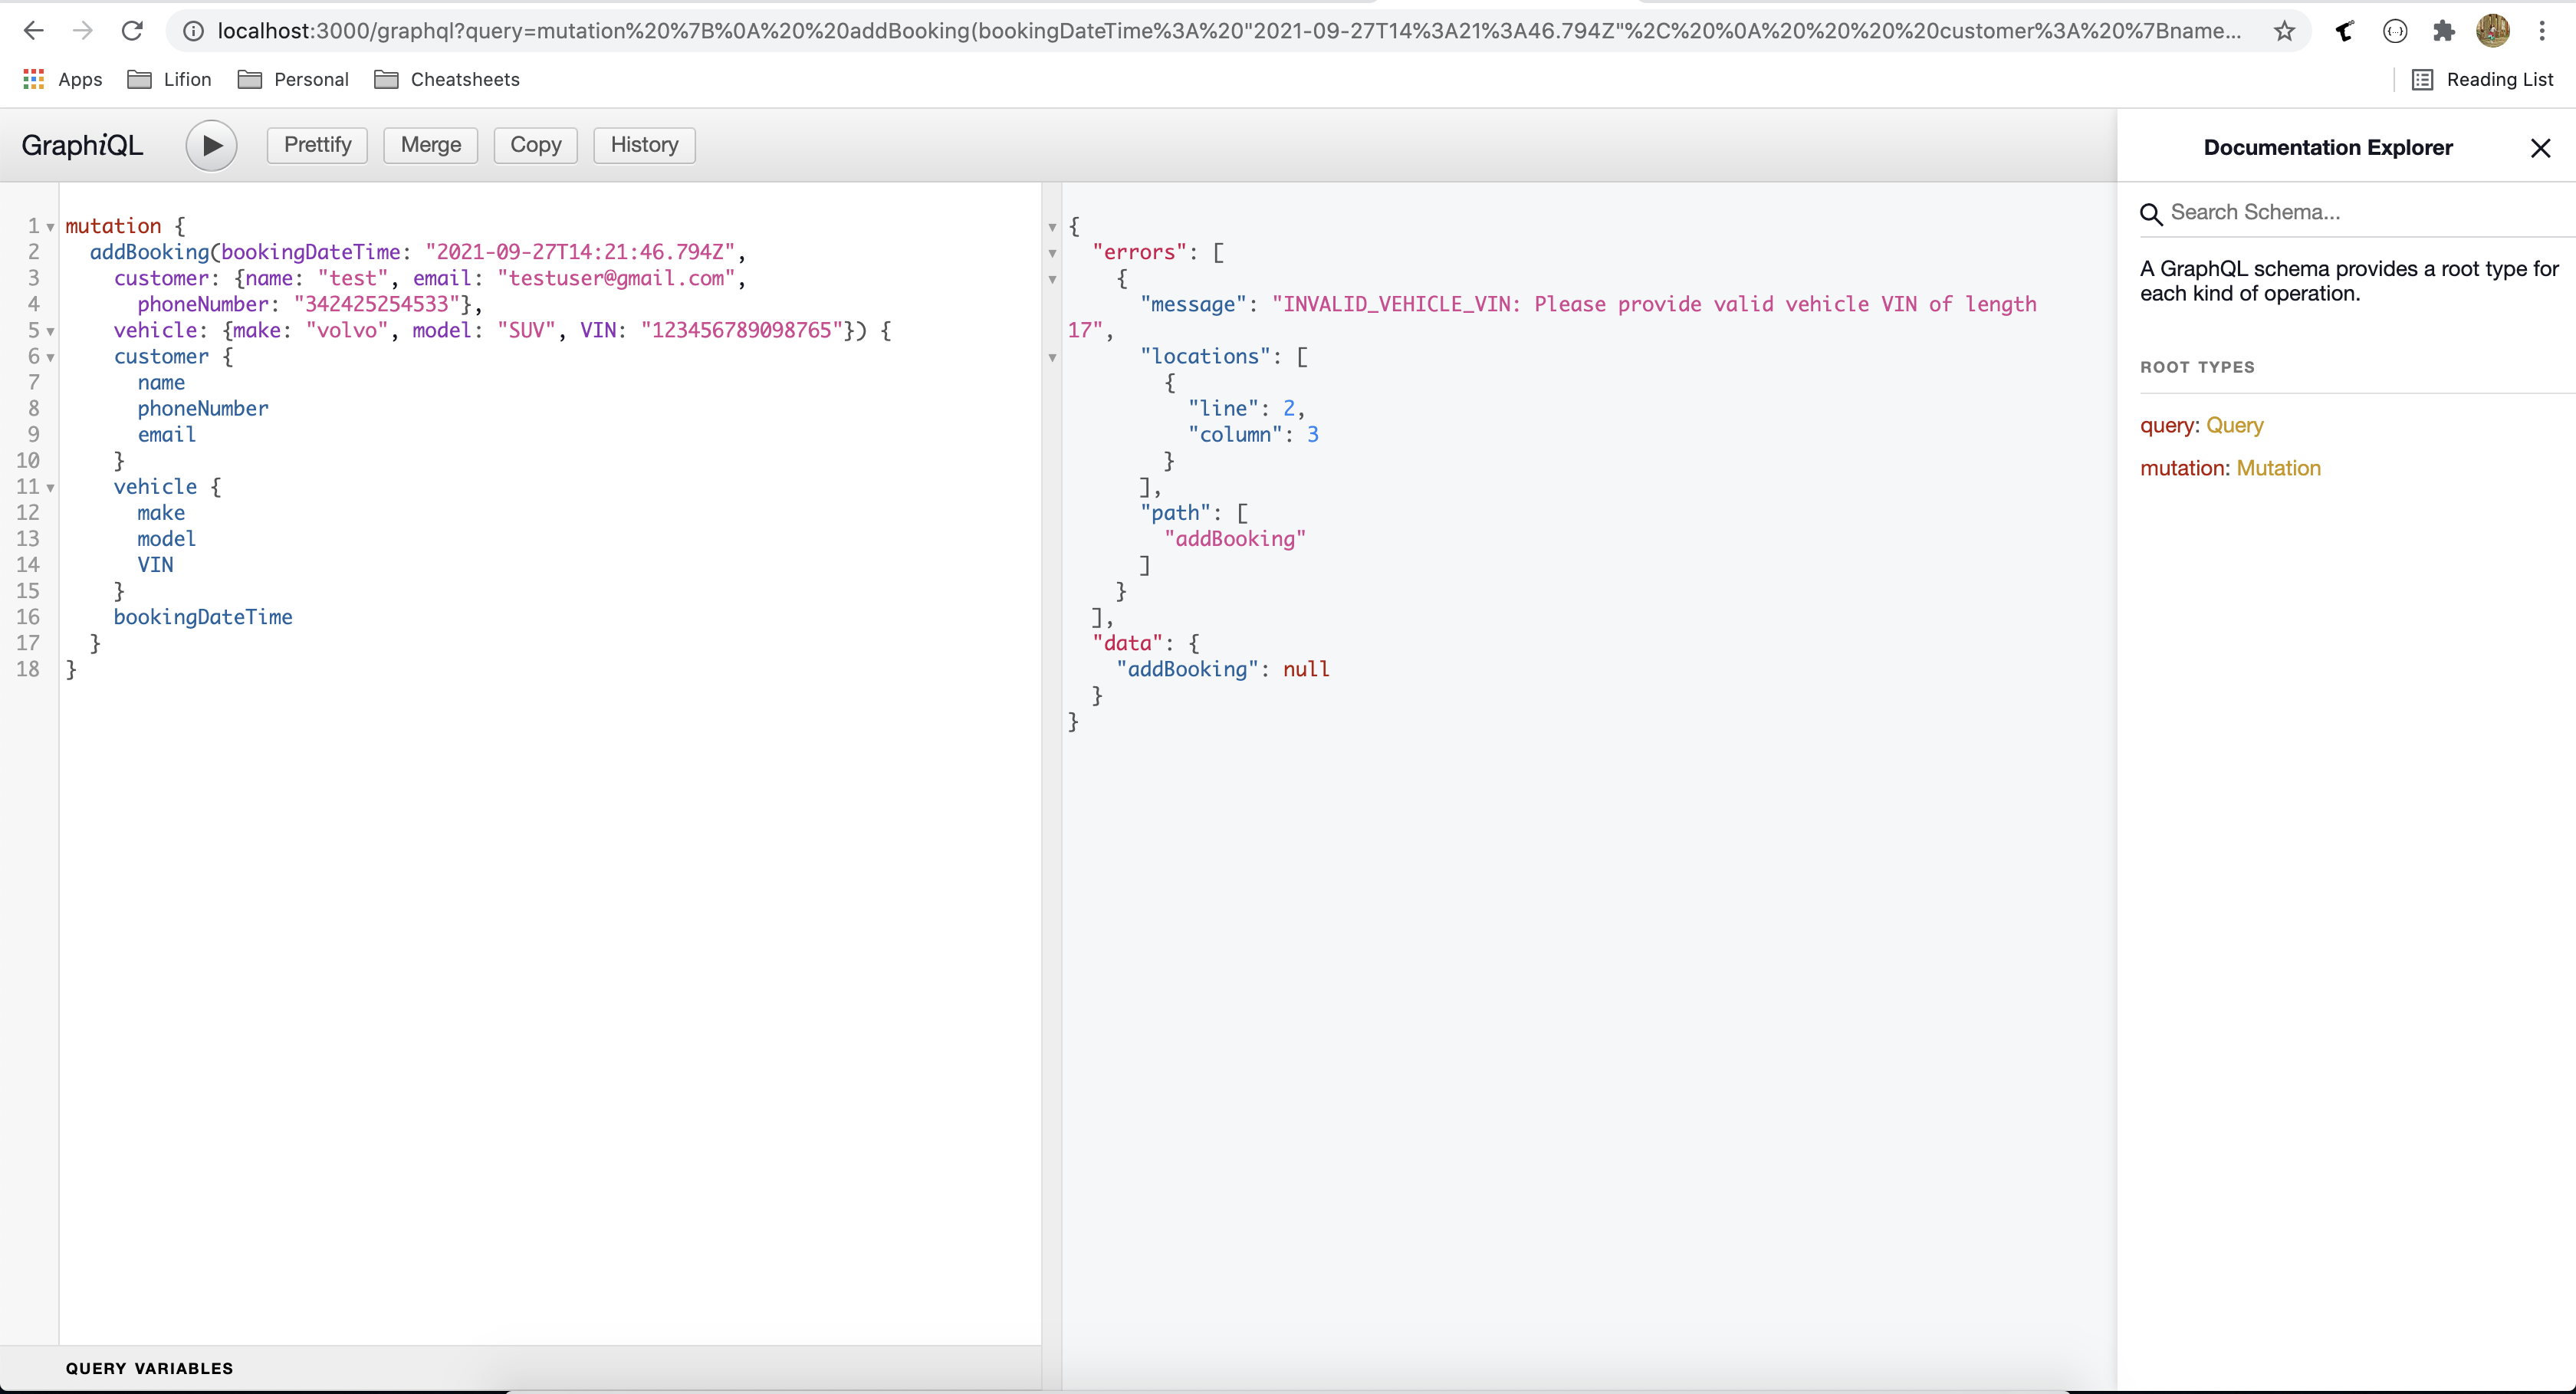 localhost:3000/graphql?query=mutation%20%7B%0A%20%20addBooking(bookingDateTime%3A%20"2021-09-27T14%3A21%3A46.794Z"%2C%20%0A%20%20%20%20customer%3A%20%7Bname...
Apps Lifion Personal Cheatsheets Reading List
GraphiQL Prettify Merge Copy History
1 mutation {
2 addBooking(bookingDateTime: "2021-09-27T14:21:46.794Z",
3 customer: {name: "test", email: "testuser@gmail.com",
4 phoneNumber: "342425254533"},
5 vehicle: {make: "volvo", model: "SUV", VIN: "123456789098765"}) {
6 customer {
7 name
8 phoneNumber
9 email
10 }
11 vehicle {
12 make
13 model
14 VIN
15 }
16 bookingDateTime
17 }
18 }
QUERY VARIABLES
{
"errors": [
{
"message": "INVALID_VEHICLE_VIN: Please provide valid vehicle VIN of length
17",
"locations": [
{
"line": 2,
"column": 3
}
],
"path": [
"addBooking"
]
}
],
"data": {
"addBooking": null
}
}
Documentation Explorer
Search Schema...
A GraphQL schema provides a root type for
each kind of operation.
ROOT TYPES
query: Query
mutation: Mutation